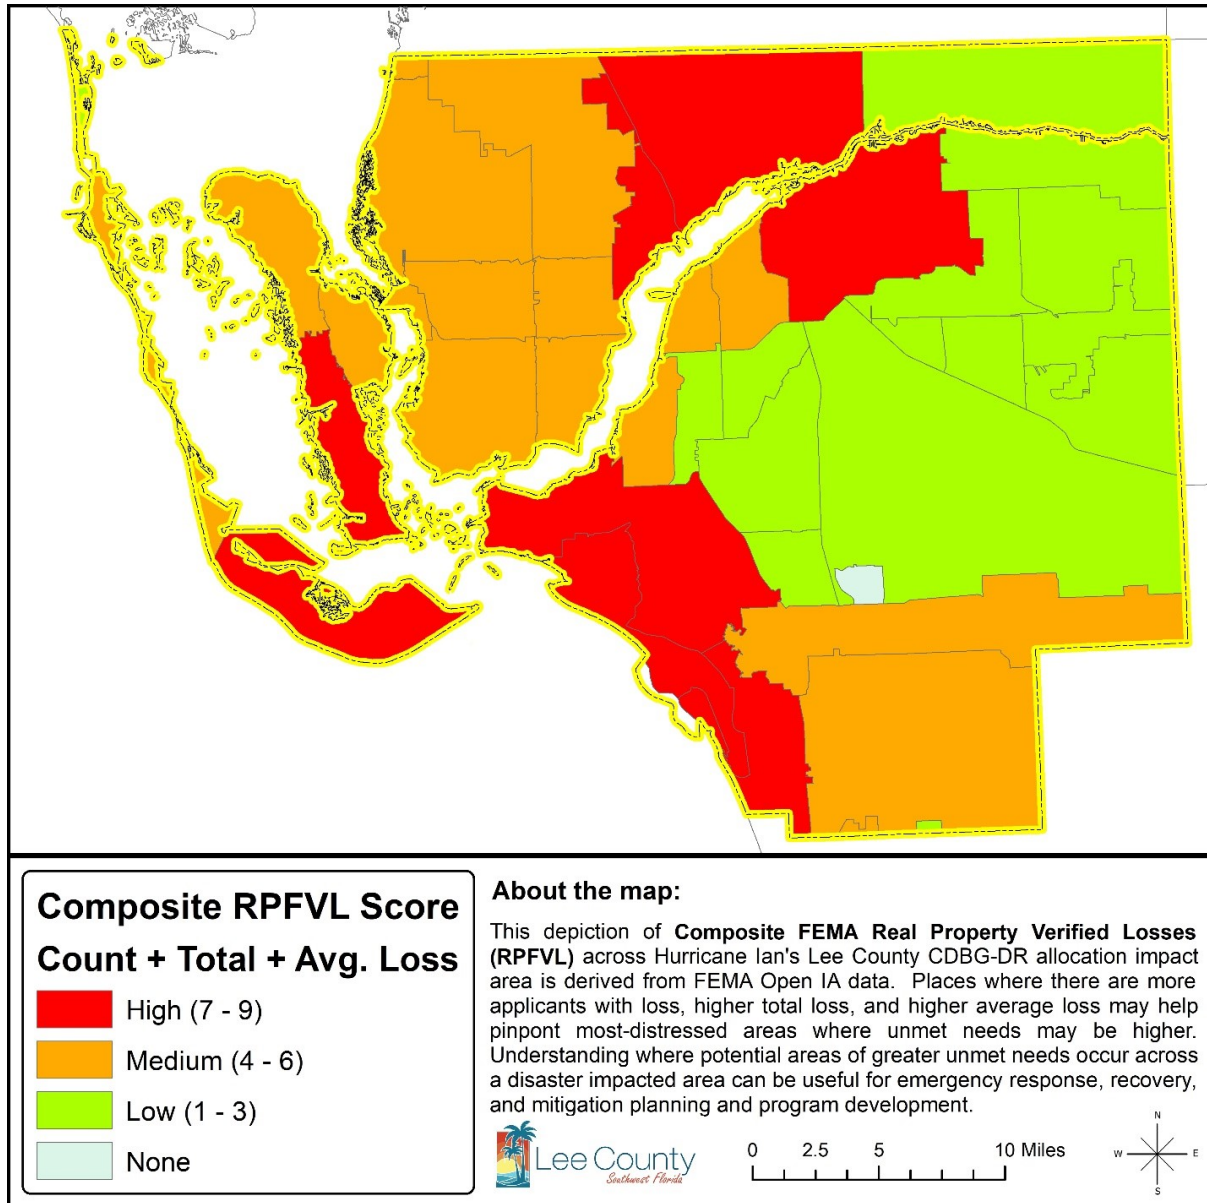 Composite RPFVL Score
Count + Total + Avg. Loss
High (7 - 9)
Medium (4 - 6)
Low (1 - 3)
None
About the map:
This depiction of Composite FEMA Real Property Verified Losses
(RPFVL) across Hurricane Ian's Lee County CDBG-DR allocation impact
area is derived from FEMA Open IA data. Places where there are more
applicants with loss, higher total loss, and higher average loss may help
pinpont most-distressed areas where unmet needs may be higher.
Understanding where potential areas of greater unmet needs occur across
a disaster impacted area can be useful for emergency response, recovery,
and mitigation planning and program development.
Lee County
Southwest Florida
0 2.5 5 10 Miles
N
W E
S